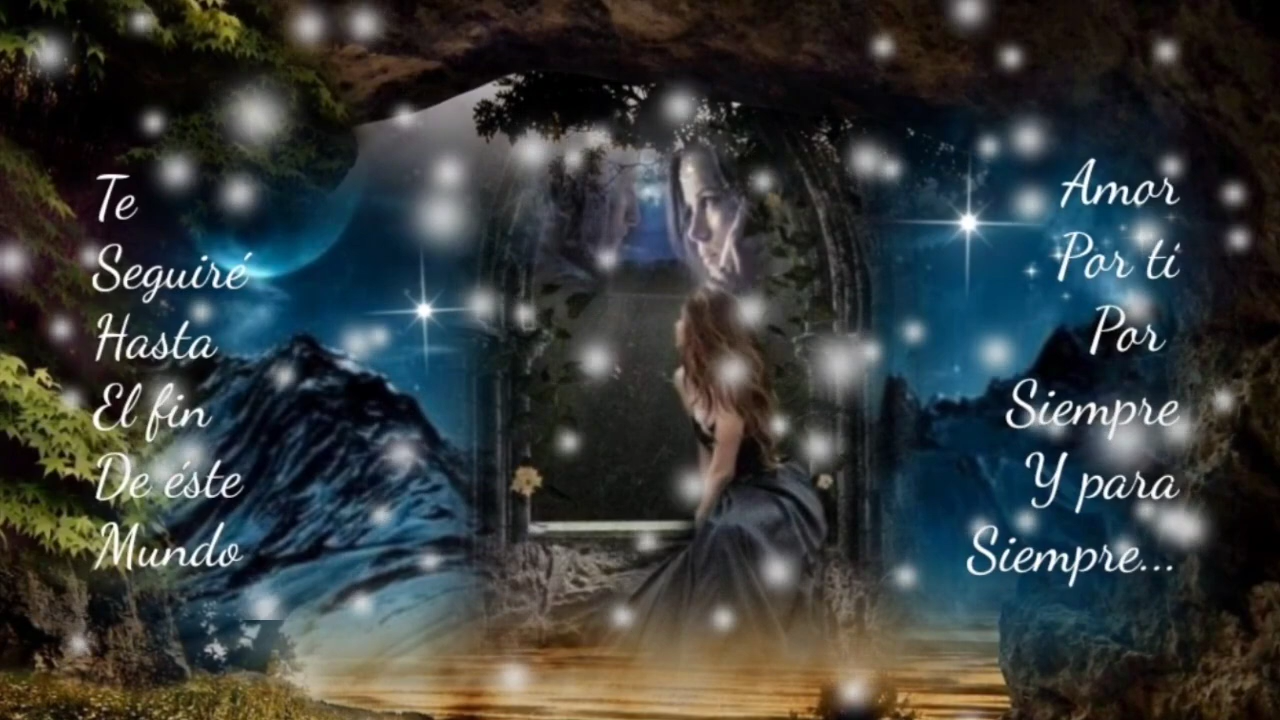 Te
Seguiré
Hasta
El fin
De éste
Mundo
Amor
Por ti
Por
Siempre
Y para
Siempre...